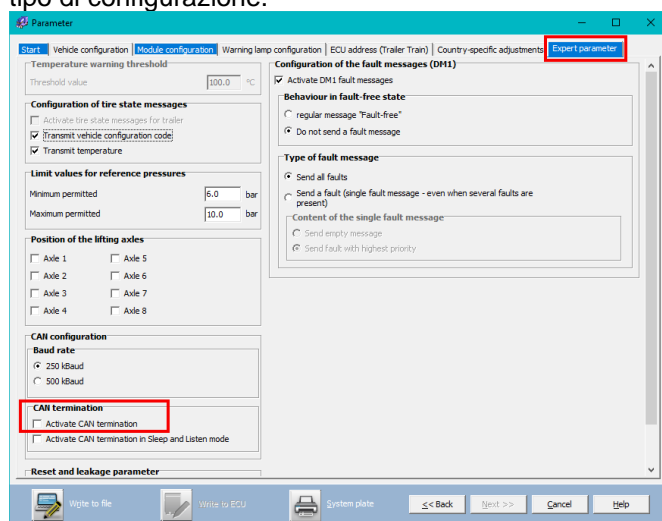 tipo di configurazione.
Parameter
Start Vehicle configuration Module configuration Warning lamp configuration ECU address (Trailer Train) Country-specific adjustments Expert parameter
Temperature warning threshold
Threshold value 100.0 °C
Configuration of tire state messages
Activate tire state messages for trailer
Transmit vehicle configuration code
Transmit temperature
Limit values for reference pressures
Minimum permitted 6.0 bar
Maximum permitted 10.0 bar
Position of the lifting axles
Axle 1 Axle 5
Axle 2 Axle 6
Axle 3 Axle 7
Axle 4 Axle 8
CAN configuration
Baud rate
250 kBaud
500 kBaud
CAN termination
Activate CAN termination
Activate CAN termination in Sleep and Listen mode
Reset and leakage parameter
Configuration of the fault messages (DM1)
Activate DM1 fault messages
Behaviour in fault-free state
regular message "Fault-free"
Do not send a fault message
Type of fault message
Send all faults
Send a fault (single fault message - even when several faults are
present)
Content of the single fault message
Send empty message
Send fault with highest priority
Write to file Write to ECU System plate << Back Next >> Cancel Help